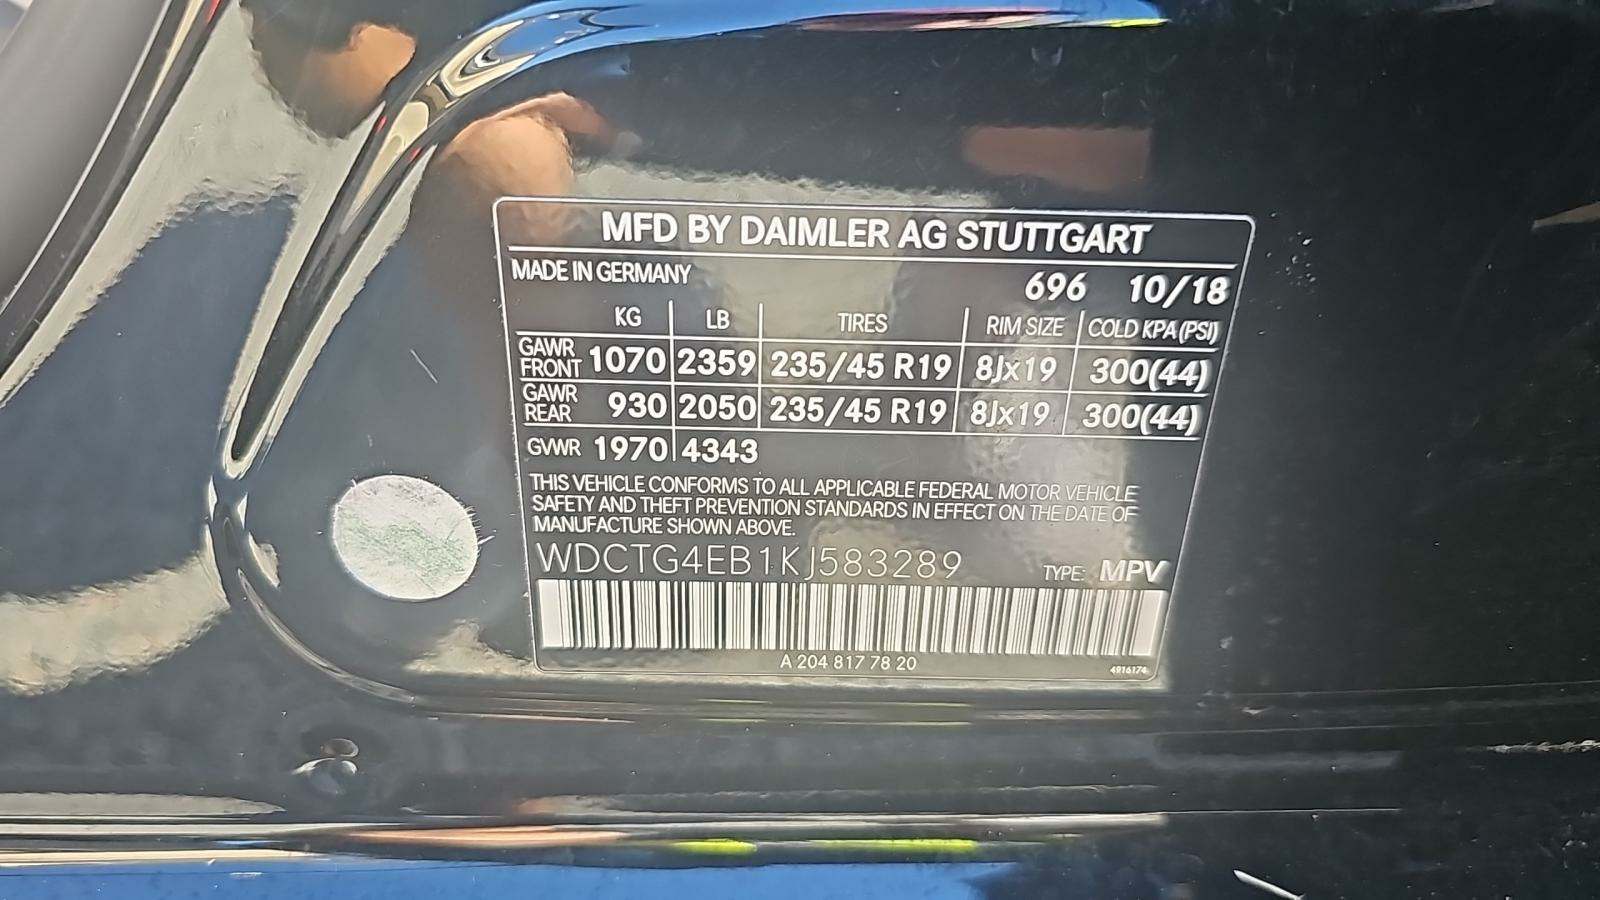 MFD BY DAIMLER AG STUTTGART
MADE IN GERMANY 696 10/18
KG LB TIRES RIM SIZE COLD KPA (PSI)
GAWR FRONT 1070 2359 235/45 R19 8Jx19 300(44)
GAWR REAR 930 2050 235/45 R19 8Jx19 300(44)
GVWR 1970 4343
THIS VEHICLE CONFORMS TO ALL APPLICABLE FEDERAL MOTOR VEHICLE
SAFETY AND THEFT PREVENTION STANDARDS IN EFFECT ON THE DATE OF
MANUFACTURE SHOWN ABOVE.
WDCTG4EB1KJ583289 TYPE: MPV
A 204 817 78 20 4916174